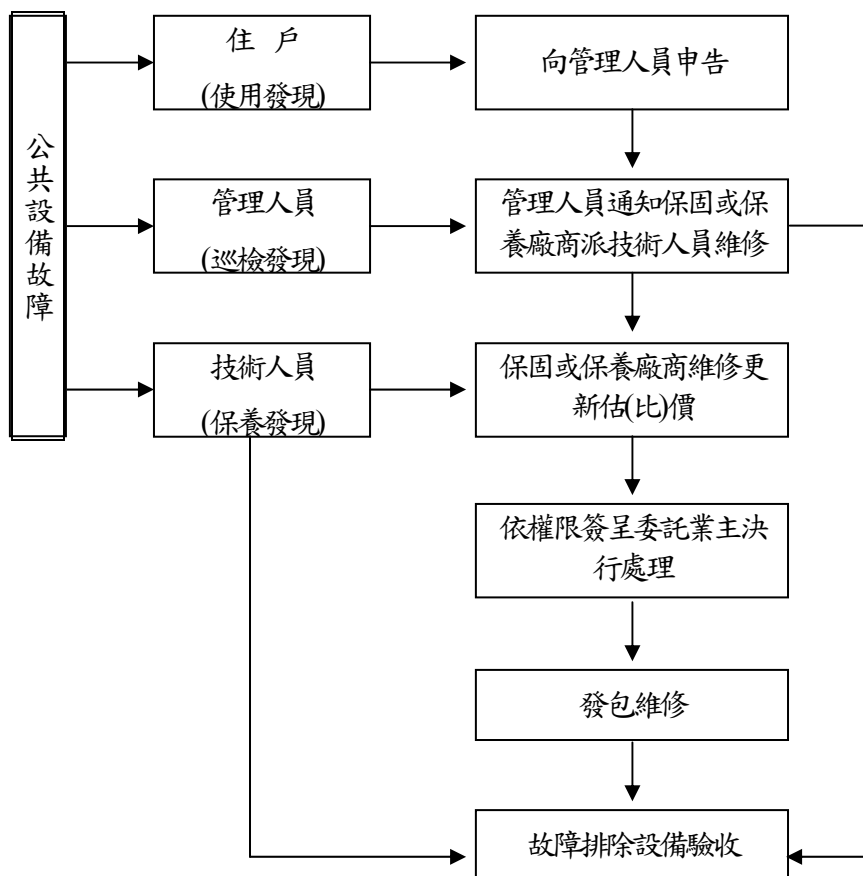 公共設備故障
住 戶
(使用發現)
向管理人員申告
管理人員
(巡檢發現)
管理人員通知保固或保
養廠商派技術人員維修
技術人員
(保養發現)
保固或保養廠商維修更
新估(比)價
依權限簽呈委託業主決
行處理
發包維修
故障排除設備驗收